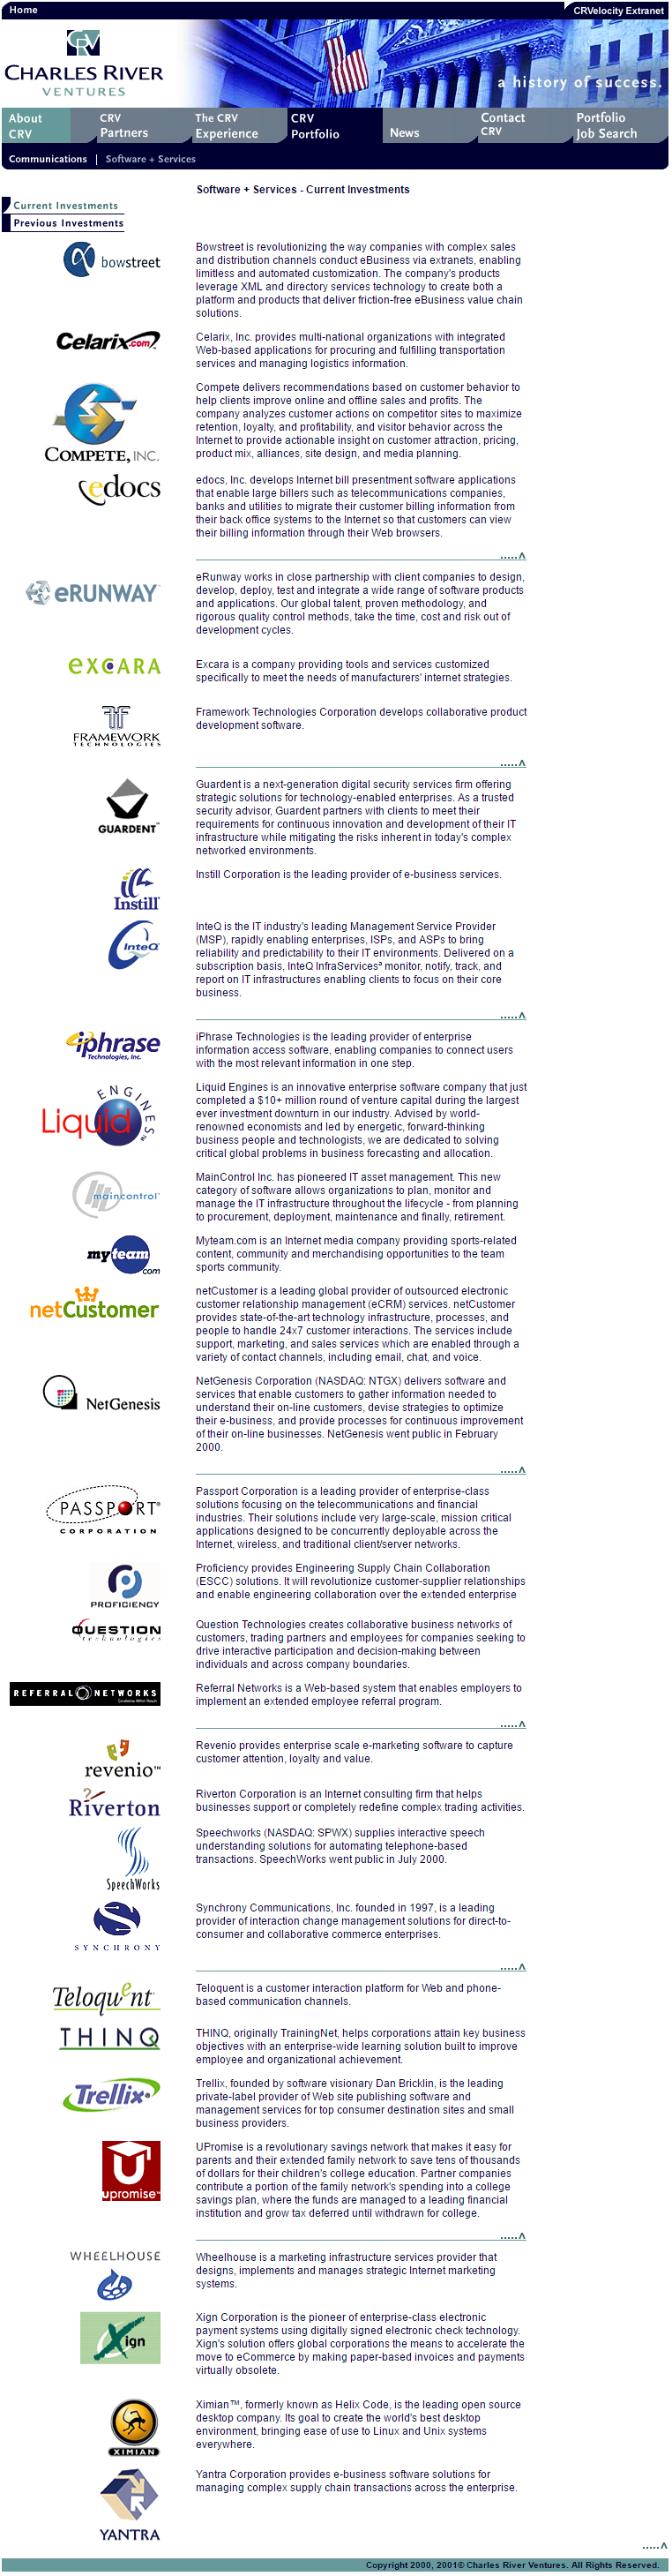 Home
CRVelocity Extranet
CRV
CHARLES RIVER
VENTURES
a history of success.
About
CRV
CRV
Partners
The CRV
Experience
CRV
Portfolio
News
Contact
CRV
Portfolio
Job Search
Communications | Software + Services
Software + Services - Current Investments
Current Investments
Previous Investments
bowstreet
Bowstreet is revolutionizing the way companies with complex sales
and distribution channels conduct eBusiness via extranets, enabling
limitless and automated customization. The company's products
leverage XML and directory services technology to create both a
platform and products that deliver friction-free eBusiness value chain
solutions.
Celarix.com
Celarix, Inc. provides multi-national organizations with integrated
Web-based applications for procuring and fulfilling transportation
services and managing logistics information.
COMPETE, INC.
Compete delivers recommendations based on customer behavior to
help clients improve online and offline sales and profits. The
company analyzes customer actions on competitor sites to maximize
retention, loyalty, and profitability, and visitor behavior across the
Internet to provide actionable insight on customer attraction, pricing,
product mix, alliances, site design, and media planning.
edocs
edocs, Inc. develops Internet bill presentment software applications
that enable large billers such as telecommunications companies,
banks and utilities to migrate their customer billing information from
their back office systems to the Internet so that customers can view
their billing information through their Web browsers.
.....^
eRUNWAY
eRunway works in close partnership with client companies to design,
develop, deploy, test and integrate a wide range of software products
and applications. Our global talent, proven methodology, and
rigorous quality control methods, take the time, cost and risk out of
development cycles.
excara
Excara is a company providing tools and services customized
specifically to meet the needs of manufacturers' internet strategies.
FRAMEWORK
TECHNOLOGIES
Framework Technologies Corporation develops collaborative product
development software.
.....^
GUARDENT™
Guardent is a next-generation digital security services firm offering
strategic solutions for technology-enabled enterprises. As a trusted
security advisor, Guardent partners with clients to meet their
requirements for continuous innovation and development of their IT
infrastructure while mitigating the risks inherent in today's complex
networked environments.
Instill
Instill Corporation is the leading provider of e-business services.
InteQ
InteQ is the IT industry's leading Management Service Provider
(MSP), rapidly enabling enterprises, ISPs, and ASPs to bring
reliability and predictability to their IT environments. Delivered on a
subscription basis, InteQ InfraServicesª monitor, notify, track, and
report on IT infrastructures enabling clients to focus on their core
business.
.....^
iphrase
Technologies, Inc.
iPhrase Technologies is the leading provider of enterprise
information access software, enabling companies to connect users
with the most relevant information in one step.
Liquid ENGINES™
Liquid Engines is an innovative enterprise software company that just
completed a $10+ million round of venture capital during the largest
ever investment downturn in our industry. Advised by world-
renowned economists and led by energetic, forward-thinking
business people and technologists, we are dedicated to solving
critical global problems in business forecasting and allocation.
maincontrol
MainControl Inc. has pioneered IT asset management. This new
category of software allows organizations to plan, monitor and
manage the IT infrastructure throughout the lifecycle - from planning
to procurement, deployment, maintenance and finally, retirement.
myteam
.com
Myteam.com is an Internet media company providing sports-related
content, community and merchandising opportunities to the team
sports community.
netCustomer
netCustomer is a leading global provider of outsourced electronic
customer relationship management (eCRM) services. netCustomer
provides state-of-the-art technology infrastructure, processes, and
people to handle 24x7 customer interactions. The services include
support, marketing, and sales services which are enabled through a
variety of contact channels, including email, chat, and voice.
NetGenesis
NetGenesis Corporation (NASDAQ: NTGX) delivers software and
services that enable customers to gather information needed to
understand their on-line customers, devise strategies to optimize
their e-business, and provide processes for continuous improvement
of their on-line businesses. NetGenesis went public in February
2000.
.....^
PASSPORT®
CORPORATION
Passport Corporation is a leading provider of enterprise-class
solutions focusing on the telecommunications and financial
industries. Their solutions include very large-scale, mission critical
applications designed to be concurrently deployable across the
Internet, wireless, and traditional client/server networks.
PROFICIENCY
Proficiency provides Engineering Supply Chain Collaboration
(ESCC) solutions. It will revolutionize customer-supplier relationships
and enable engineering collaboration over the extended enterprise
QUESTION
technologies
Question Technologies creates collaborative business networks of
customers, trading partners and employees for companies seeking to
drive interactive participation and decision-making between
individuals and across company boundaries.
REFERRAL NETWORKS
Referral Networks is a Web-based system that enables employers to
implement an extended employee referral program.
.....^
revenio™
Revenio provides enterprise scale e-marketing software to capture
customer attention, loyalty and value.
Riverton
Riverton Corporation is an Internet consulting firm that helps
businesses support or completely redefine complex trading activities.
SpeechWorks
Speechworks (NASDAQ: SPWX) supplies interactive speech
understanding solutions for automating telephone-based
transactions. SpeechWorks went public in July 2000.
SYNCHRONY
Synchrony Communications, Inc. founded in 1997, is a leading
provider of interaction change management solutions for direct-to-
consumer and collaborative commerce enterprises.
.....^
Teloquent
Teloquent is a customer interaction platform for Web and phone-
based communication channels.
THINQ
THINQ, originally TrainingNet, helps corporations attain key business
objectives with an enterprise-wide learning solution built to improve
employee and organizational achievement.
Trellix®
Trellix, founded by software visionary Dan Bricklin, is the leading
private-label provider of Web site publishing software and
management services for top consumer destination sites and small
business providers.
upromise™
UPromise is a revolutionary savings network that makes it easy for
parents and their extended family network to save tens of thousands
of dollars for their children's college education. Partner companies
contribute a portion of the family network's spending into a college
savings plan, where the funds are managed to a leading financial
institution and grow tax deferred until withdrawn for college.
.....^
WHEELHOUSE
Wheelhouse is a marketing infrastructure services provider that
designs, implements and manages strategic Internet marketing
systems.
Xign
Xign Corporation is the pioneer of enterprise-class electronic
payment systems using digitally signed electronic check technology.
Xign's solution offers global corporations the means to accelerate the
move to eCommerce by making paper-based invoices and payments
virtually obsolete.
XIMIAN
Ximian™, formerly known as Helix Code, is the leading open source
desktop company. Its goal to create the world's best desktop
environment, bringing ease of use to Linux and Unix systems
everywhere.
YANTRA
Yantra Corporation provides e-business software solutions for
managing complex supply chain transactions across the enterprise.
.....^
Copyright 2000, 2001© Charles River Ventures. All Rights Reserved.